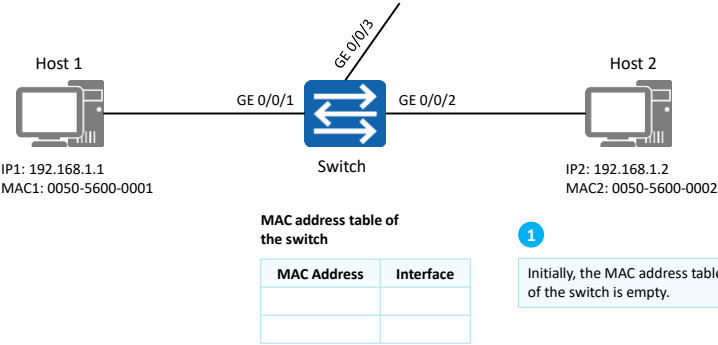 GE 0/0/3
Host 1
Host 2
GE 0/0/1
GE 0/0/2
Switch
IP1: 192.168.1.1
MAC1: 0050-5600-0001
IP2: 192.168.1.2
MAC2: 0050-5600-0002
MAC address table of
the switch
1
MAC Address Interface
Initially, the MAC address table
of the switch is empty.